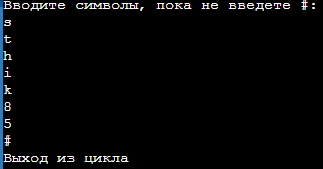 Вводите символы, пока не введете #:
s
t
h
i
k
8
5
#
Выход из цикла